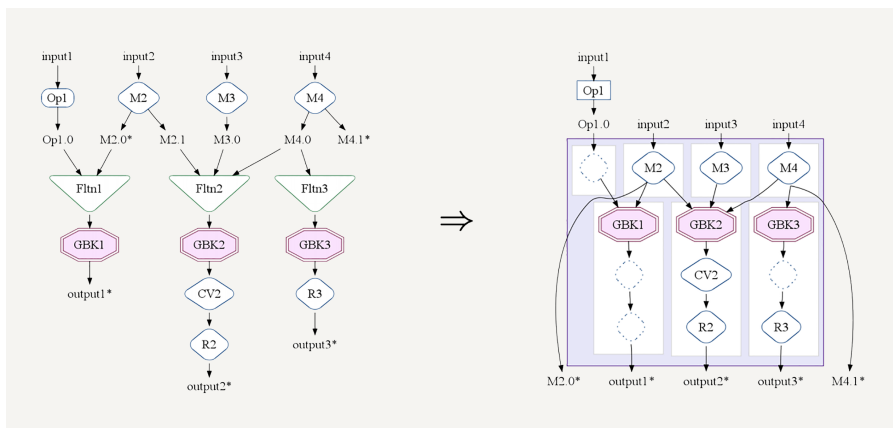 input1 input2 input3 input4
Op1 M2 M3 M4
Op1.0 M2.0* M2.1 M3.0 M4.0 M4.1*
Fltn1 Fltn2 Fltn3
GBK1 GBK2 GBK3
output1* CV2 R3
R2 output3*
output2*
⇒
input1
Op1
Op1.0 input2 input3 input4
M2 M3 M4
GBK1 GBK2 GBK3
CV2
R2 R3
M2.0* output1* output2* output3* M4.1*